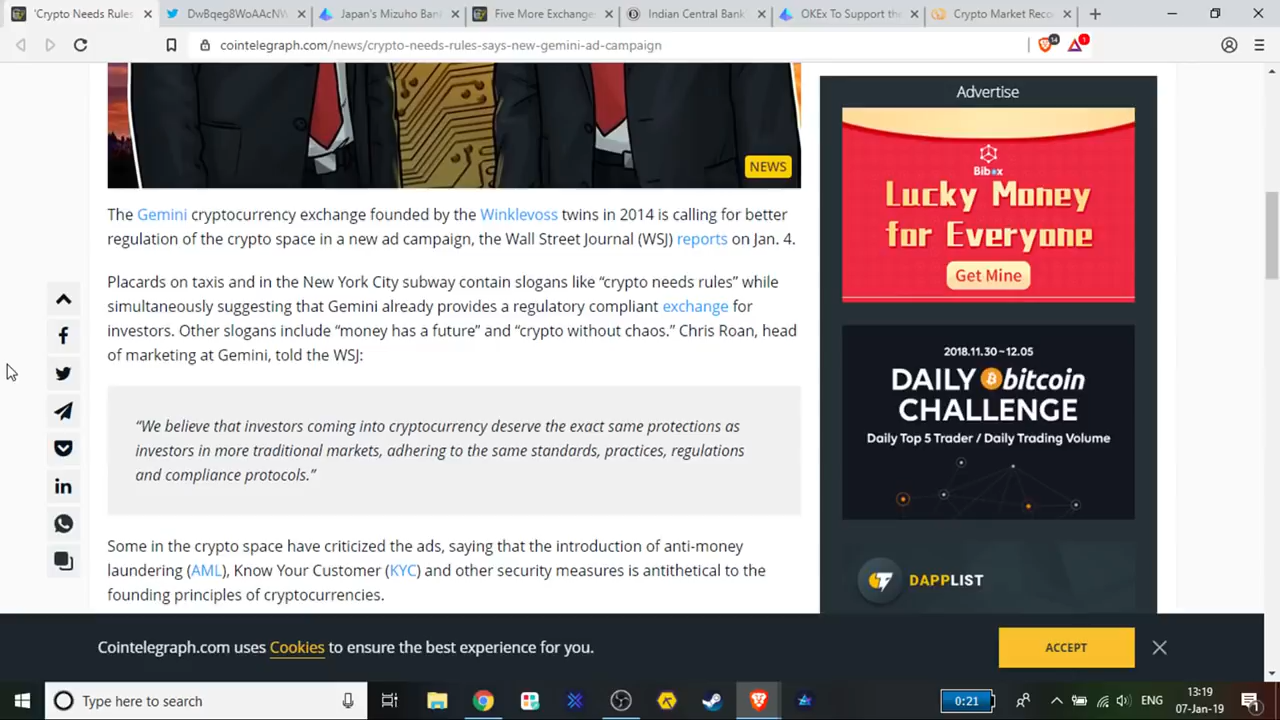 'Crypto Needs Rules
DwBqeg8WoAAcNW
Japan's Mizuho Ban
Five More Exchange
Indian Central Bank
OKEx To Support the
Crypto Market Reco
cointelegraph.com/news/crypto-needs-rules-says-new-gemini-ad-campaign
14
1
NEWS
The Gemini cryptocurrency exchange founded by the Winklevoss twins in 2014 is calling for better
regulation of the crypto space in a new ad campaign, the Wall Street Journal (WSJ) reports on Jan. 4.
Placards on taxis and in the New York City subway contain slogans like “crypto needs rules” while
simultaneously suggesting that Gemini already provides a regulatory compliant exchange for
investors. Other slogans include “money has a future” and “crypto without chaos.” Chris Roan, head
of marketing at Gemini, told the WSJ:
“We believe that investors coming into cryptocurrency deserve the exact same protections as
investors in more traditional markets, adhering to the same standards, practices, regulations
and compliance protocols.”
Some in the crypto space have criticized the ads, saying that the introduction of anti-money
laundering (AML), Know Your Customer (KYC) and other security measures is antithetical to the
founding principles of cryptocurrencies.
Advertise
Bibox
Lucky Money
for Everyone
Get Mine
2018.11.30 - 12.05
DAILY bitcoin
CHALLENGE
Daily Top 5 Trader / Daily Trading Volume
DAPPLIST
Cointelegraph.com uses Cookies to ensure the best experience for you.
ACCEPT
Type here to search
0:21
ENG
13:19
07-Jan-19
1